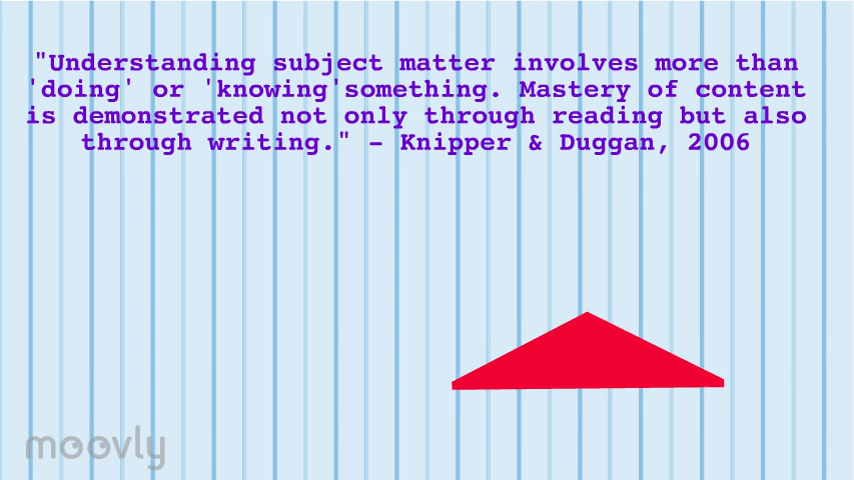 "Understanding subject matter involves more than
'doing' or 'knowing'something. Mastery of content
is demonstrated not only through reading but also
through writing." – Knipper & Duggan, 2006
moovly